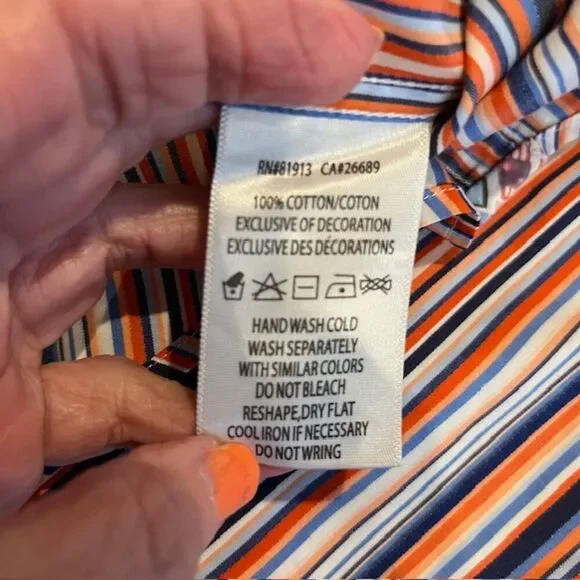 RN#81913 CA#26689
100% COTTON/COTON
EXCLUSIVE OF DECORATION
EXCLUSIVE DES DÉCORATIONS
HAND WASH COLD
WASH SEPARATELY
WITH SIMILAR COLORS
DO NOT BLEACH
RESHAPE,DRY FLAT
COOL IRON IF NECESSARY
DO NOT WRING